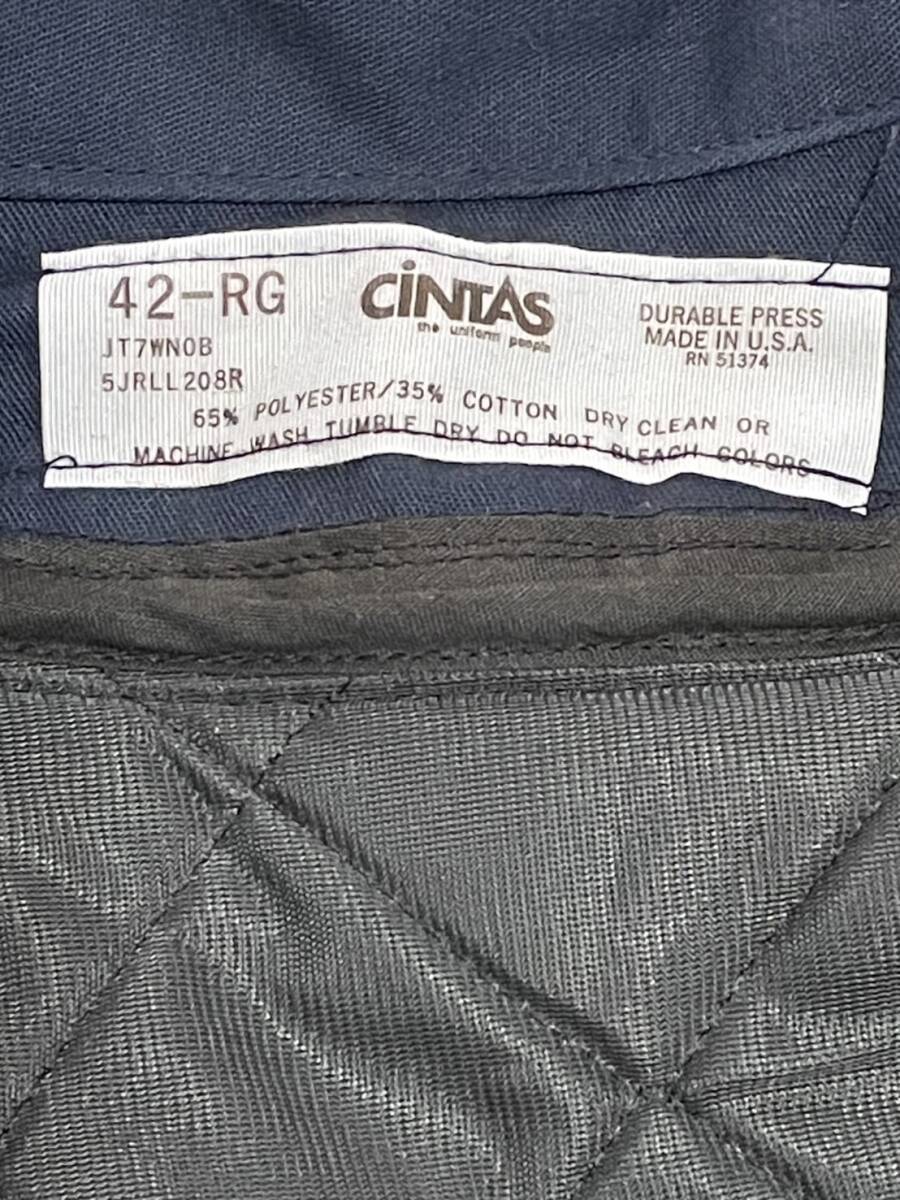 42-RG
JT7WN0B
5JRLL208R
CiNTAS
the uniform people
DURABLE PRESS
MADE IN U.S.A.
RN 51374
65% POLYESTER/35% COTTON DRY CLEAN OR
MACHINE WASH TUMBLE DRY DO NOT BLEACH COLORS